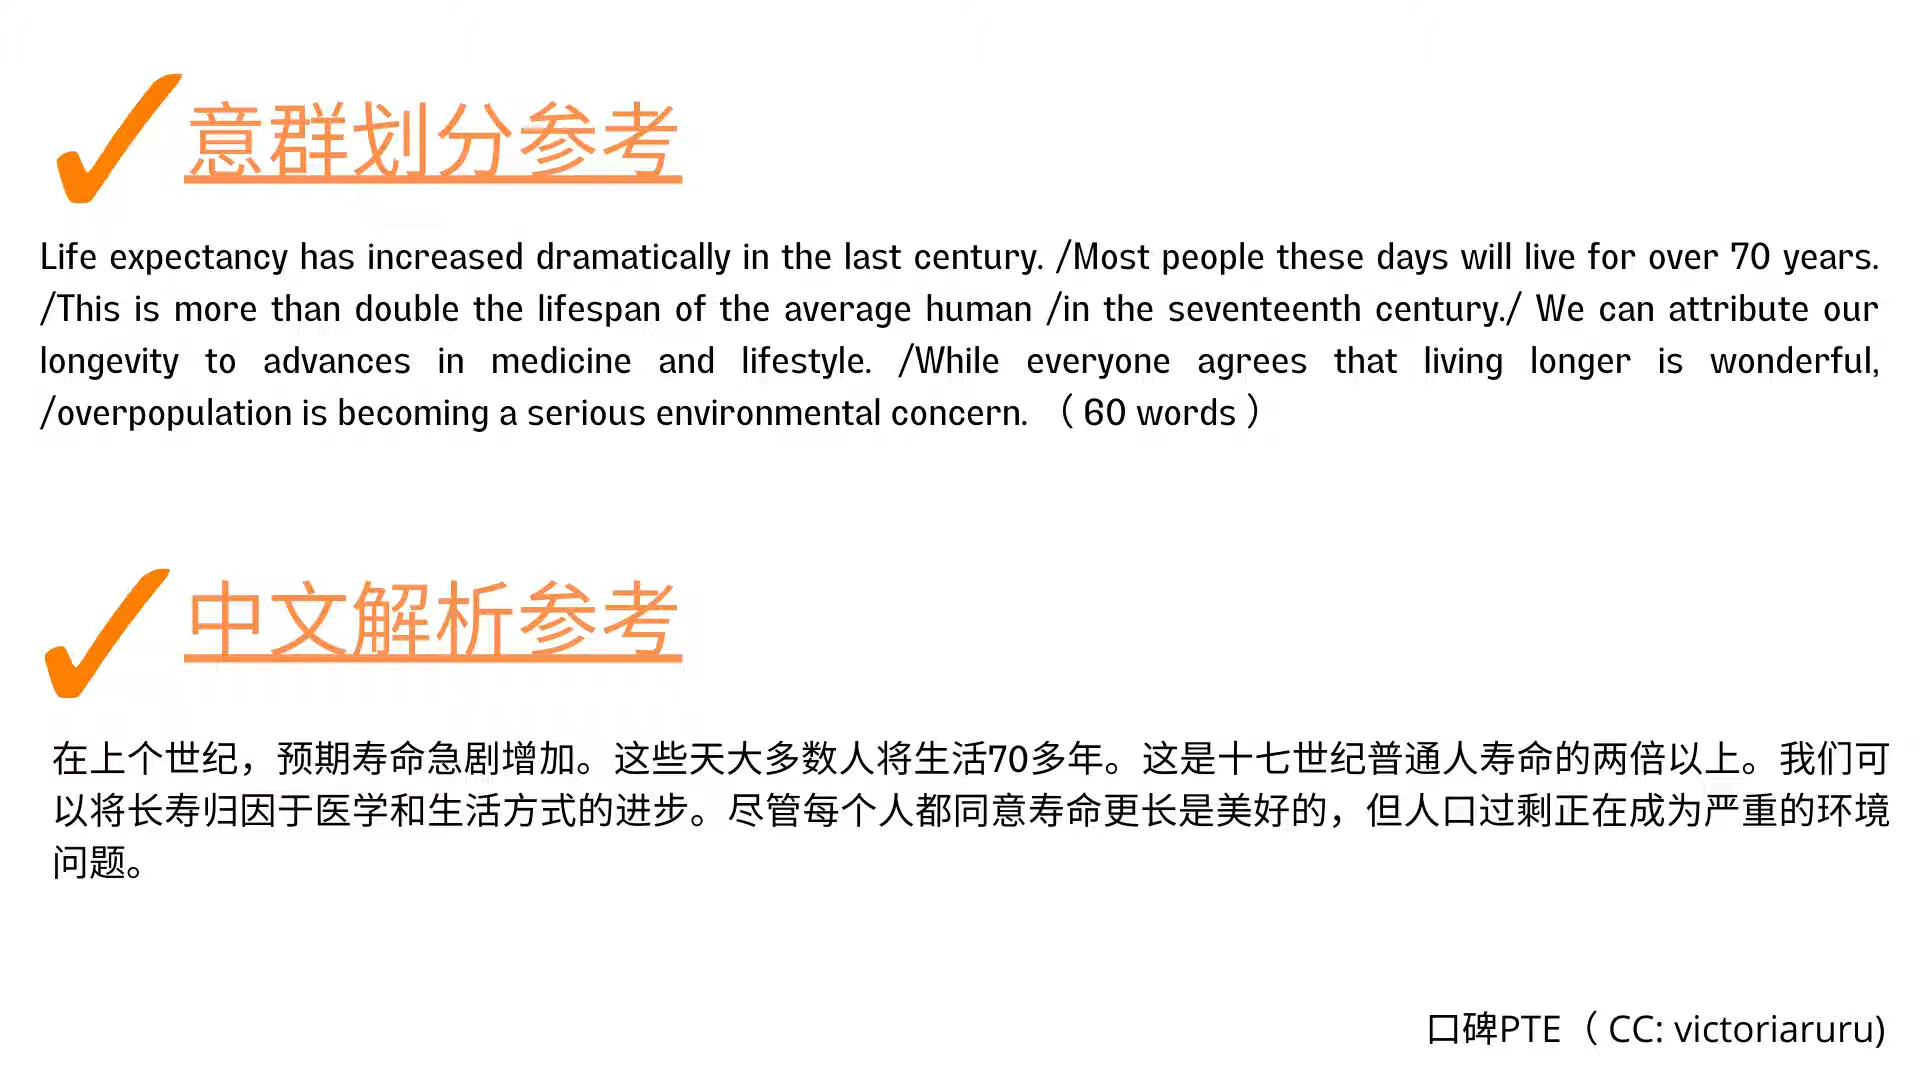 意群划分参考
Life expectancy has increased dramatically in the last century. /Most people these days will live for over 70 years.
/This is more than double the lifespan of the average human /in the seventeenth century./ We can attribute our
longevity to advances in medicine and lifestyle. /While everyone agrees that living longer is wonderful,
/overpopulation is becoming a serious environmental concern. （60 words）
中文解析参考
在上个世纪，预期寿命急剧增加。这些天大多数人将生活70多年。这是十七世纪普通人寿命的两倍以上。我们可
以将长寿归因于医学和生活方式的进步。尽管每个人都同意寿命更长是美好的，但人口过剩正在成为严重的环境
问题。
口碑PTE（ CC: victoriaruru)